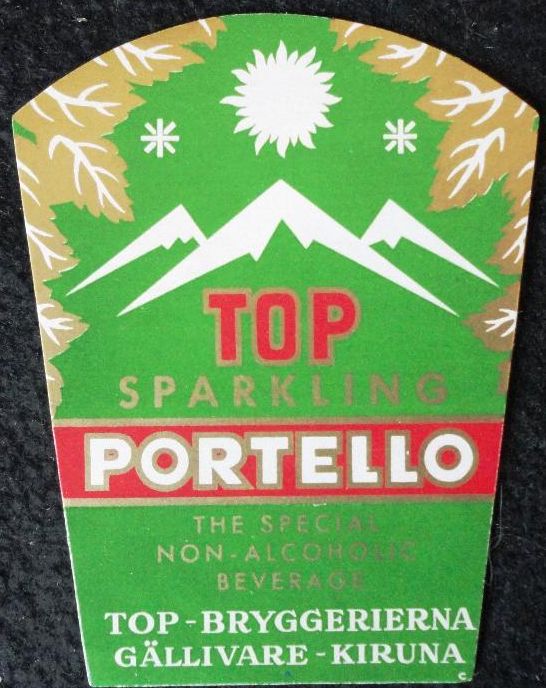 TOP
SPARKLING
PORTELLO
THE SPECIAL
NON-ALCOHOLIC
BEVERAGE
TOP-BRYGGERIERNA
GÄLLIVARE-KIRUNA
C